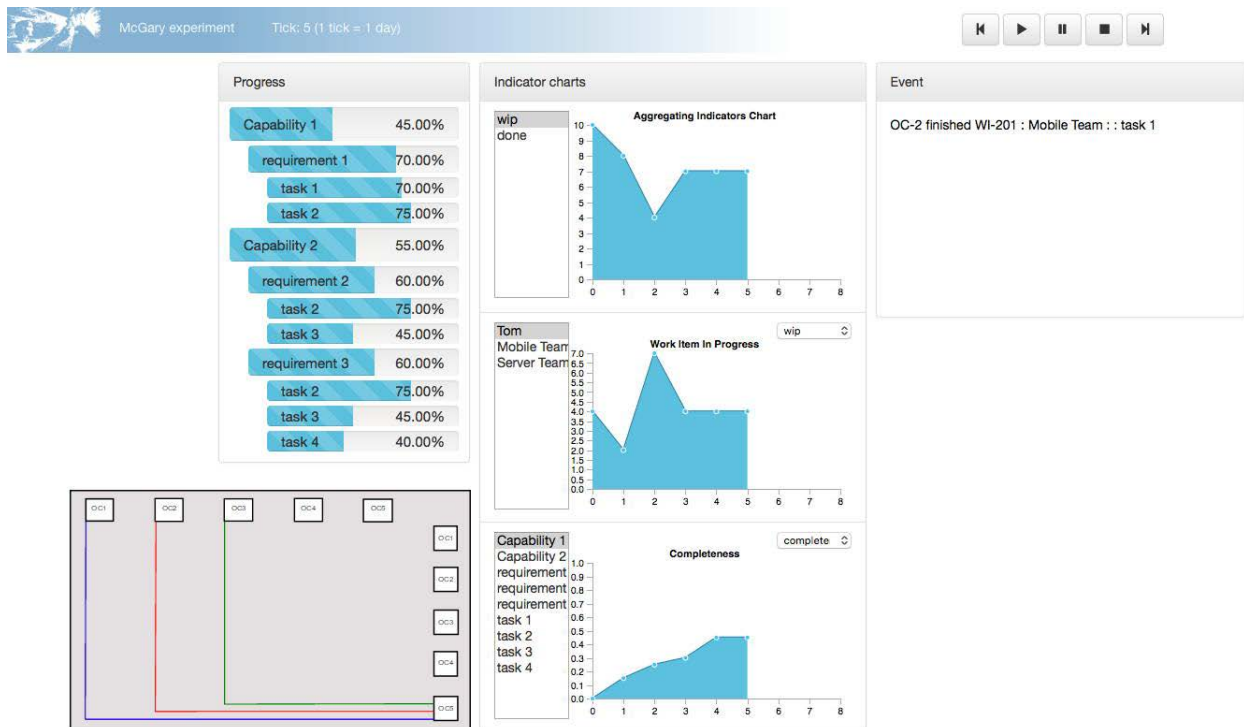 McGary experiment Tick: 5 (1 tick = 1 day)
Progress
Capability 1 45.00%
requirement 1 70.00%
task 1 70.00%
task 2 75.00%
Capability 2 55.00%
requirement 2 60.00%
task 2 75.00%
task 3 45.00%
requirement 3 60.00%
task 2 75.00%
task 3 45.00%
task 4 40.00%
OC1 OC2 OC3 OC4 OC5
OC1
OC2
OC3
OC4
OC5
Indicator charts
wip
done
Aggregating Indicators Chart
10
9
8
7
6
5
4
3
2
1
0
0 1 2 3 4 5 6 7 8
Tom
Mobile Team
Server Team
wip
Work Item In Progress
7.0
6.5
6.0
5.5
5.0
4.5
4.0
3.5
3.0
2.5
2.0
1.5
1.0
0.5
0.0
0 1 2 3 4 5 6 7 8
Capability 1
Capability 2
requirement
requirement
requirement
task 1
task 2
task 3
task 4
complete
Completeness
1.0
0.9
0.8
0.7
0.6
0.5
0.4
0.3
0.2
0.1
0.0
0 1 2 3 4 5 6 7 8
Event
OC-2 finished WI-201 : Mobile Team : : task 1